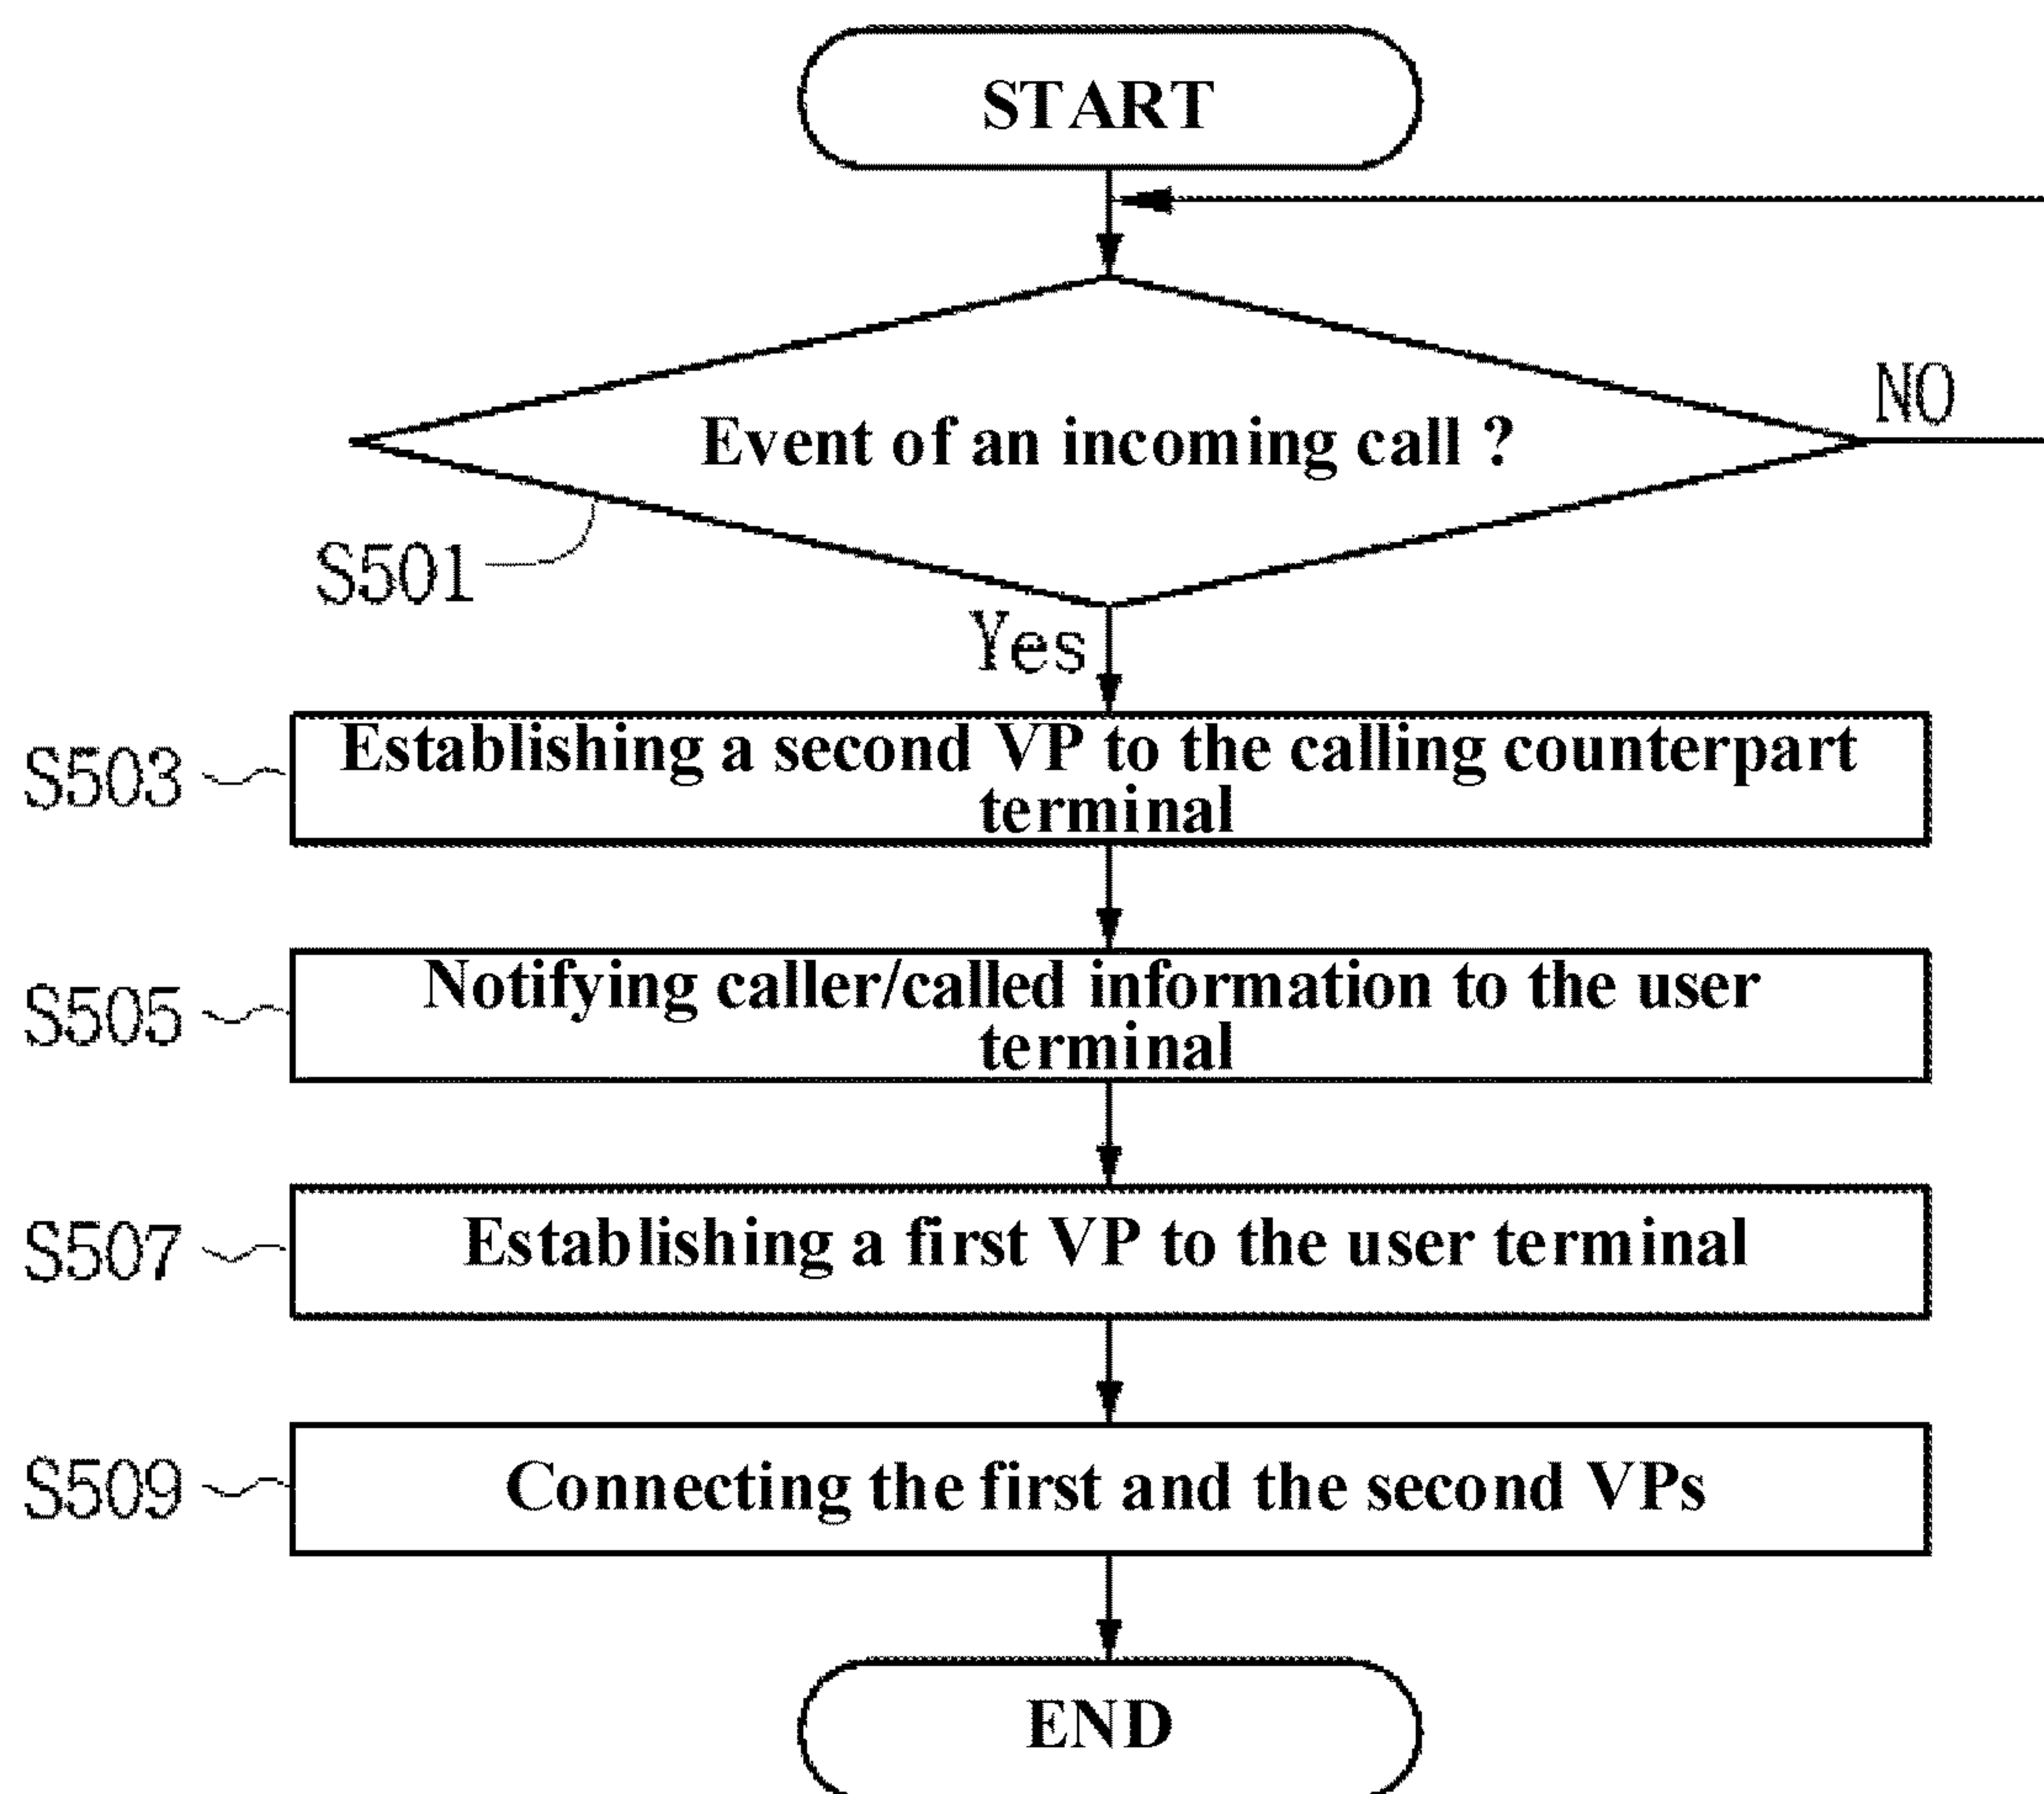 START
Event of an incoming call ?
NO
S501
Yes
S503
Establishing a second VP to the calling counterpart
terminal
S505
Notifying caller/called information to the user
terminal
S507
Establishing a first VP to the user terminal
S509
Connecting the first and the second VPs
END